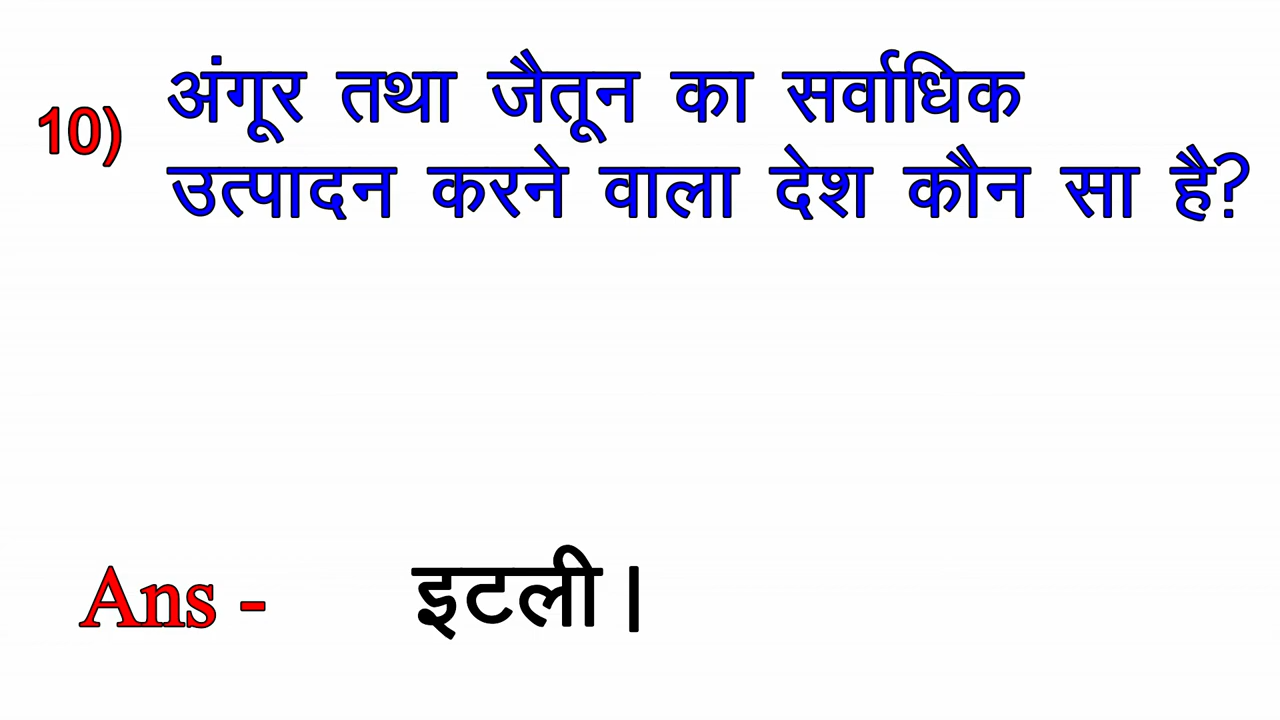 10) अंगूर तथा जैतून का सर्वाधिक
उत्पादन करने वाला देश कौन सा है?
Ans - इटली।